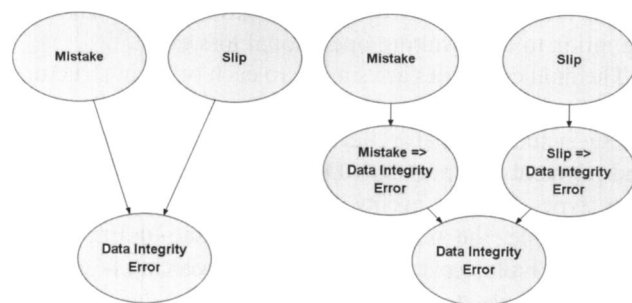 Mistake
Slip
Data Integrity
Error
Mistake
Slip
Mistake =>
Data Integrity
Error
Slip =>
Data Integrity
Error
Data Integrity
Error